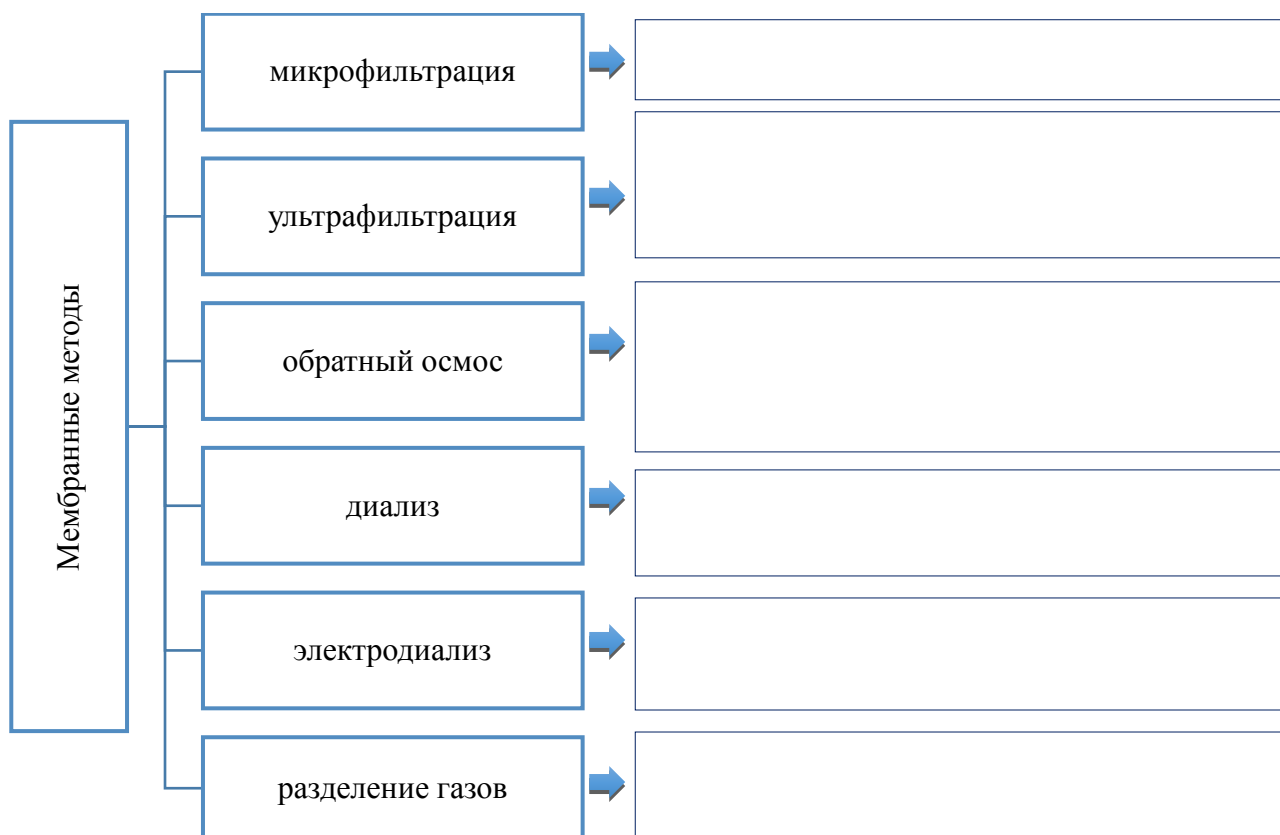 Мембранные методы
микрофильтрация
ультрафильтрация
обратный осмос
диализ
электродиализ
разделение газов